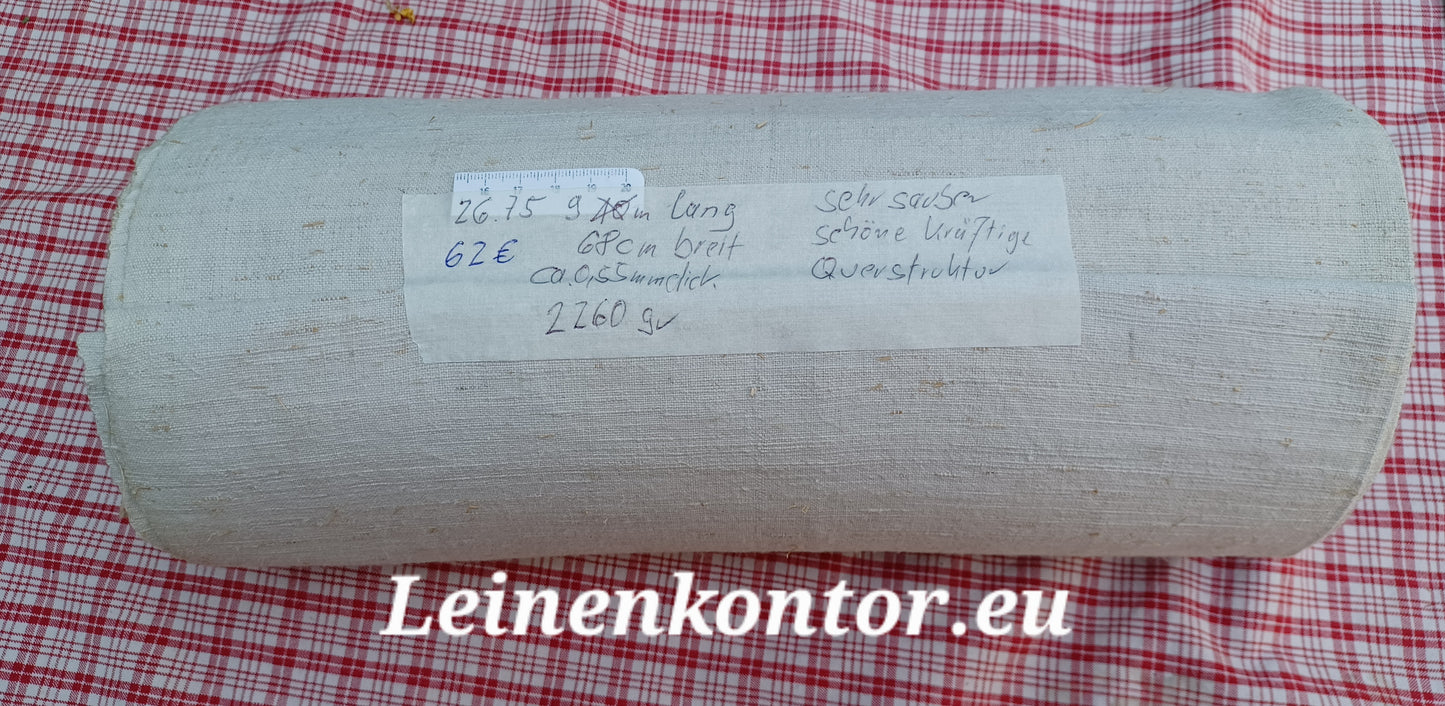 16 17 18 19 20
26.75 9 m lang
62€ 68cm breit
ca. 0,55mm dick.
2260 gr
sehr sauber
schöne kräftige
Querstruktur
Leinenkontor.eu